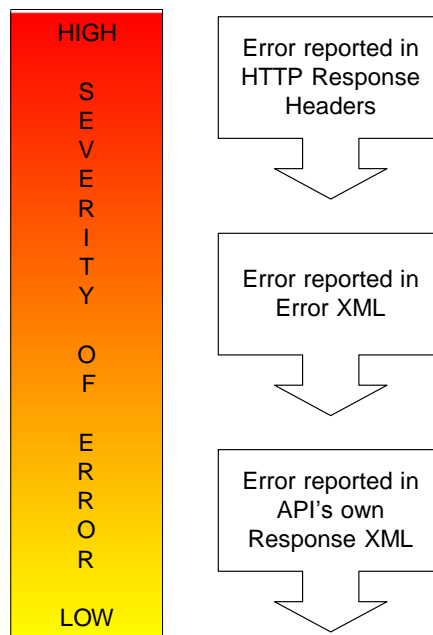 HIGH
S
E
V
E
R
I
T
Y
O
F
E
R
R
O
R
LOW
Error reported in
HTTP Response
Headers
Error reported in
Error XML
Error reported in
API's own
Response XML